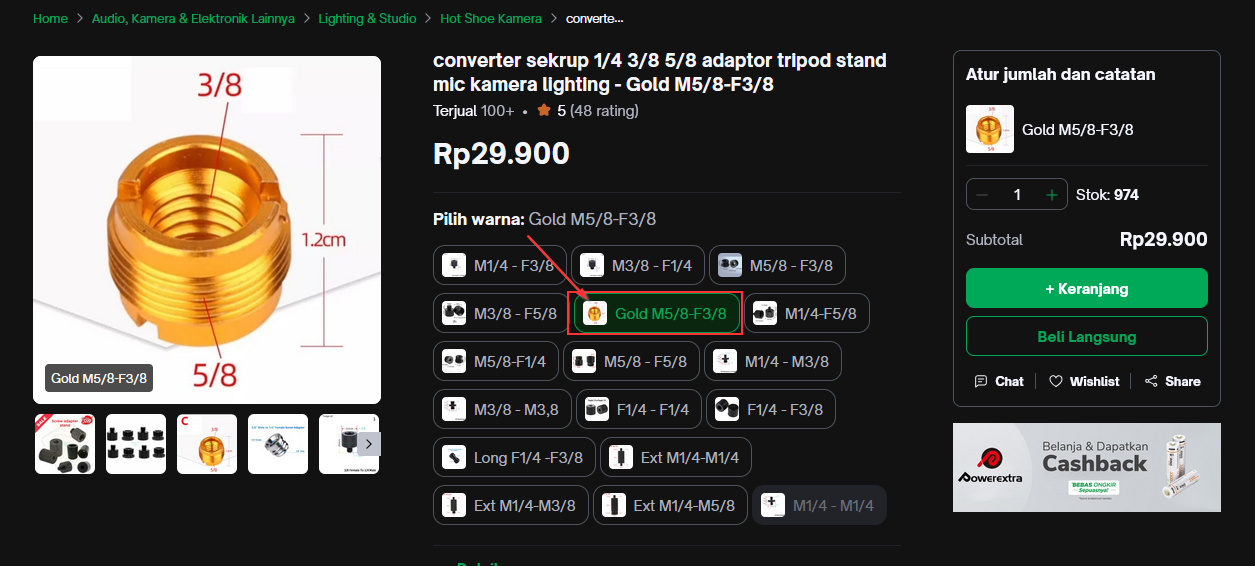 Home > Audio, Kamera & Elektronik Lainnya > Lighting & Studio > Hot Shoe Kamera > converte...
3/8
1.2cm
5/8
Gold M5/8-F3/8
C
converter sekrup 1/4 3/8 5/8 adaptor tripod stand
mic kamera lighting - Gold M5/8-F3/8
Terjual 100+ • 5 (48 rating)
Rp29.900
Pilih warna: Gold M5/8-F3/8
M1/4 - F3/8
M3/8 - F1/4
M5/8 - F3/8
M3/8 - F5/8
Gold M5/8-F3/8
M1/4-F5/8
M5/8-F1/4
M5/8 - F5/8
M1/4 - M3/8
M3/8 - M3,8
F1/4 - F1/4
F1/4 - F3/8
Long F1/4 -F3/8
Ext M1/4-M1/4
Ext M1/4-M3/8
Ext M1/4-M5/8
M1/4 - M1/4
Atur jumlah dan catatan
Gold M5/8-F3/8
1
Stok: 974
Subtotal
Rp29.900
+ Keranjang
Beli Langsung
Chat
Wishlist
Share
Powerextra
Belanja & Dapatkan
Cashback
BEBAS ONGKIR
Sepuasnya!